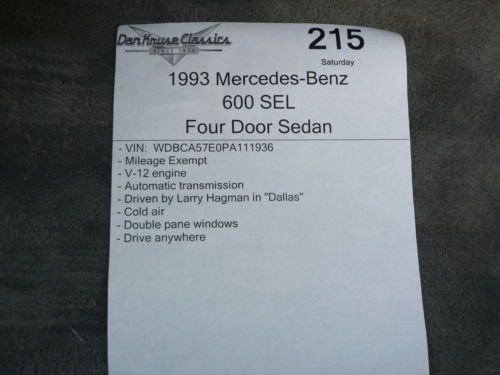 Dan Kruse Classics
SINCE 1972
215
Saturday
1993 Mercedes-Benz
600 SEL
Four Door Sedan
- VIN: WDBCA57E0PA111936
- Mileage Exempt
- V-12 engine
- Automatic transmission
- Driven by Larry Hagman in "Dallas"
- Cold air
- Double pane windows
- Drive anywhere